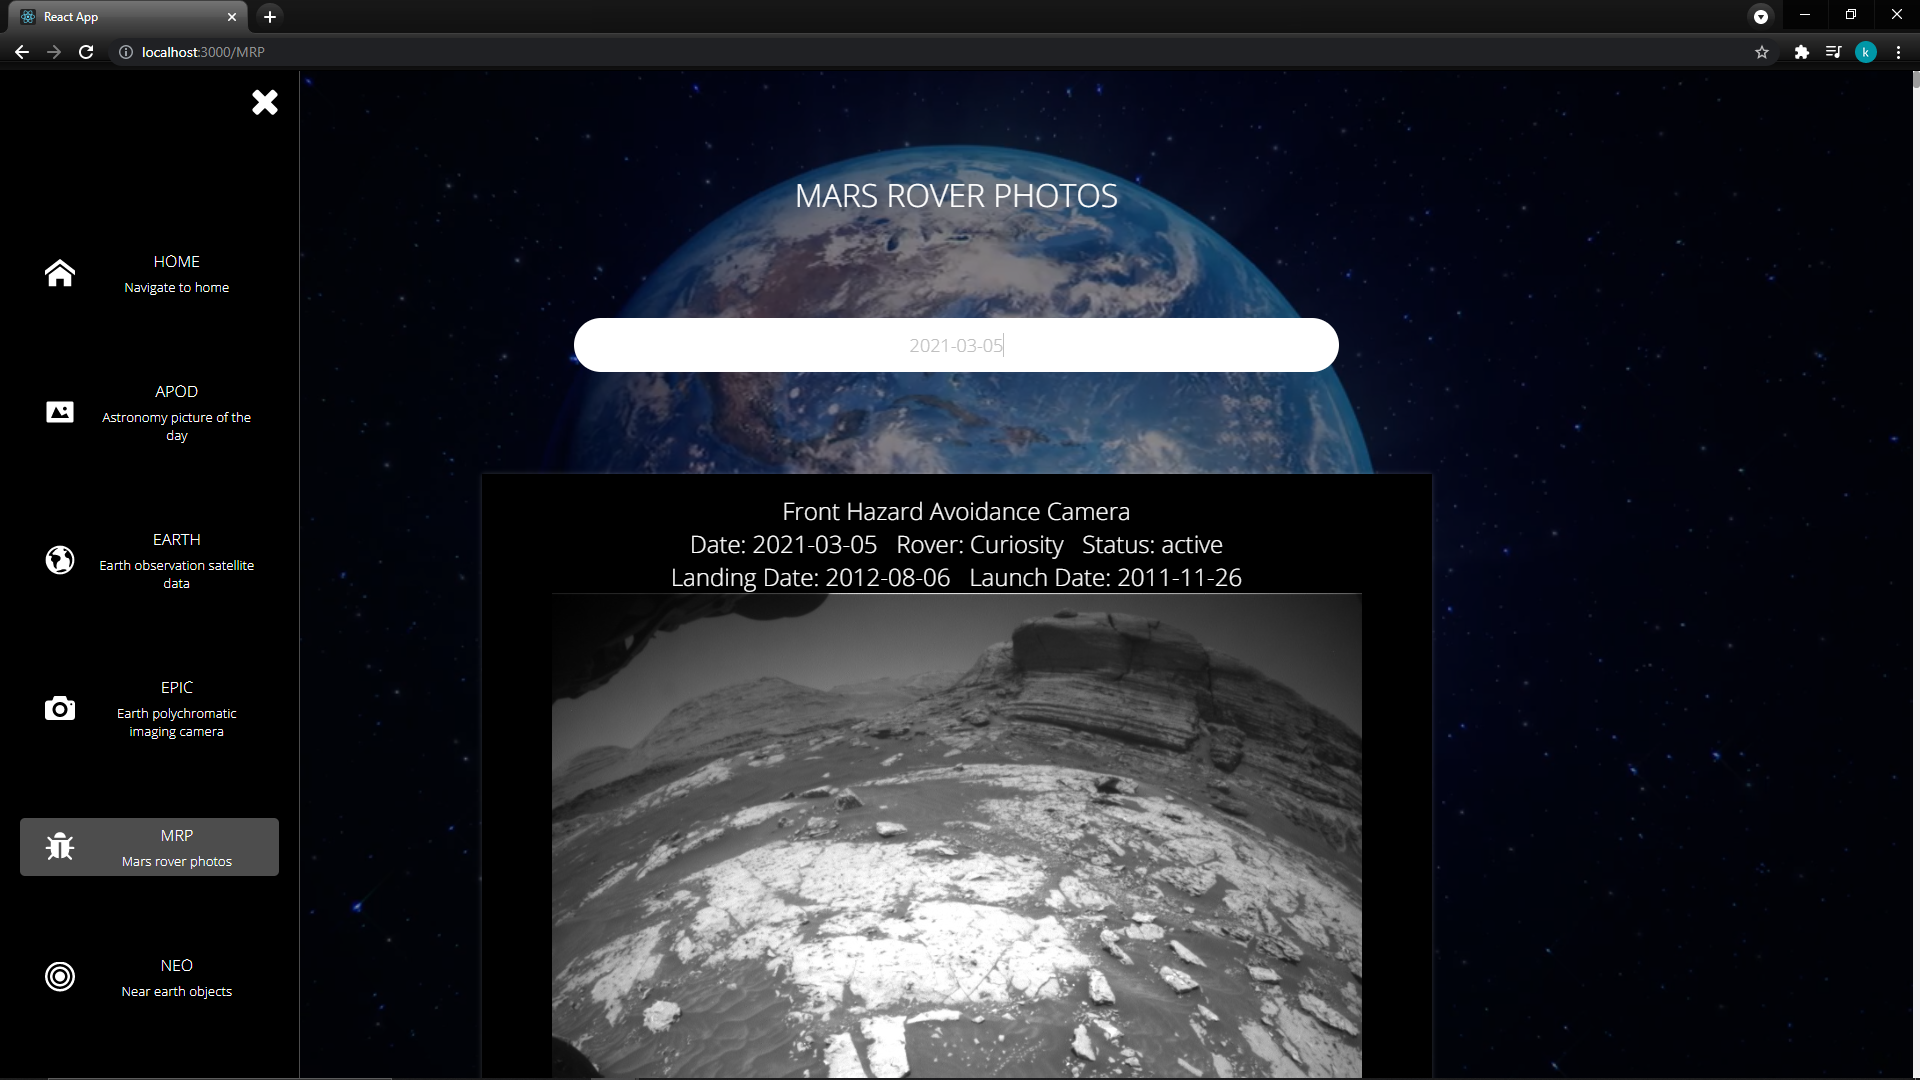 React App
localhost:3000/MRP
k
MARS ROVER PHOTOS
HOME
Navigate to home
2021-03-05
APOD
Astronomy picture of the
day
Front Hazard Avoidance Camera
Date: 2021-03-05 Rover: Curiosity Status: active
Landing Date: 2012-08-06 Launch Date: 2011-11-26
EARTH
Earth observation satellite
data
EPIC
Earth polychromatic
imaging camera
MRP
Mars rover photos
NEO
Near earth objects